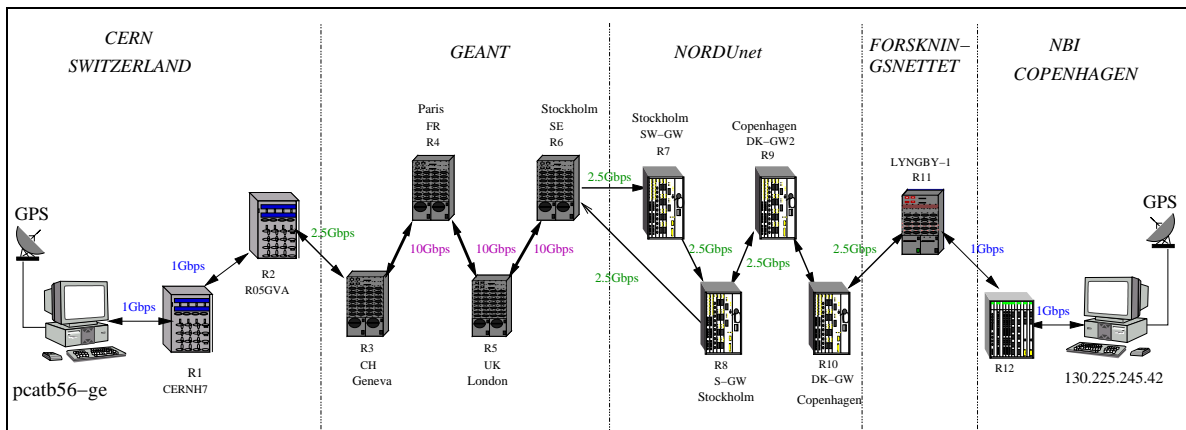 CERN
SWITZERLAND
GEANT
NORDUnet
FORSKNIN–
GSNETTET
NBI
COPENHAGEN
GPS
pcatb56–ge
1Gbps
R1
CERNH7
1Gbps
R2
R05GVA
2.5Gbps
R3
CH
Geneva
10Gbps
Paris
FR
R4
10Gbps
R5
UK
London
10Gbps
Stockholm
SE
R6
2.5Gbps
2.5Gbps
Stockholm
SW–GW
R7
2.5Gbps
R8
S–GW
Stockholm
2.5Gbps
Copenhagen
DK–GW2
R9
R10
DK–GW
Copenhagen
2.5Gbps
LYNGBY–1
R11
1Gbps
R12
1Gbps
GPS
130.225.245.42